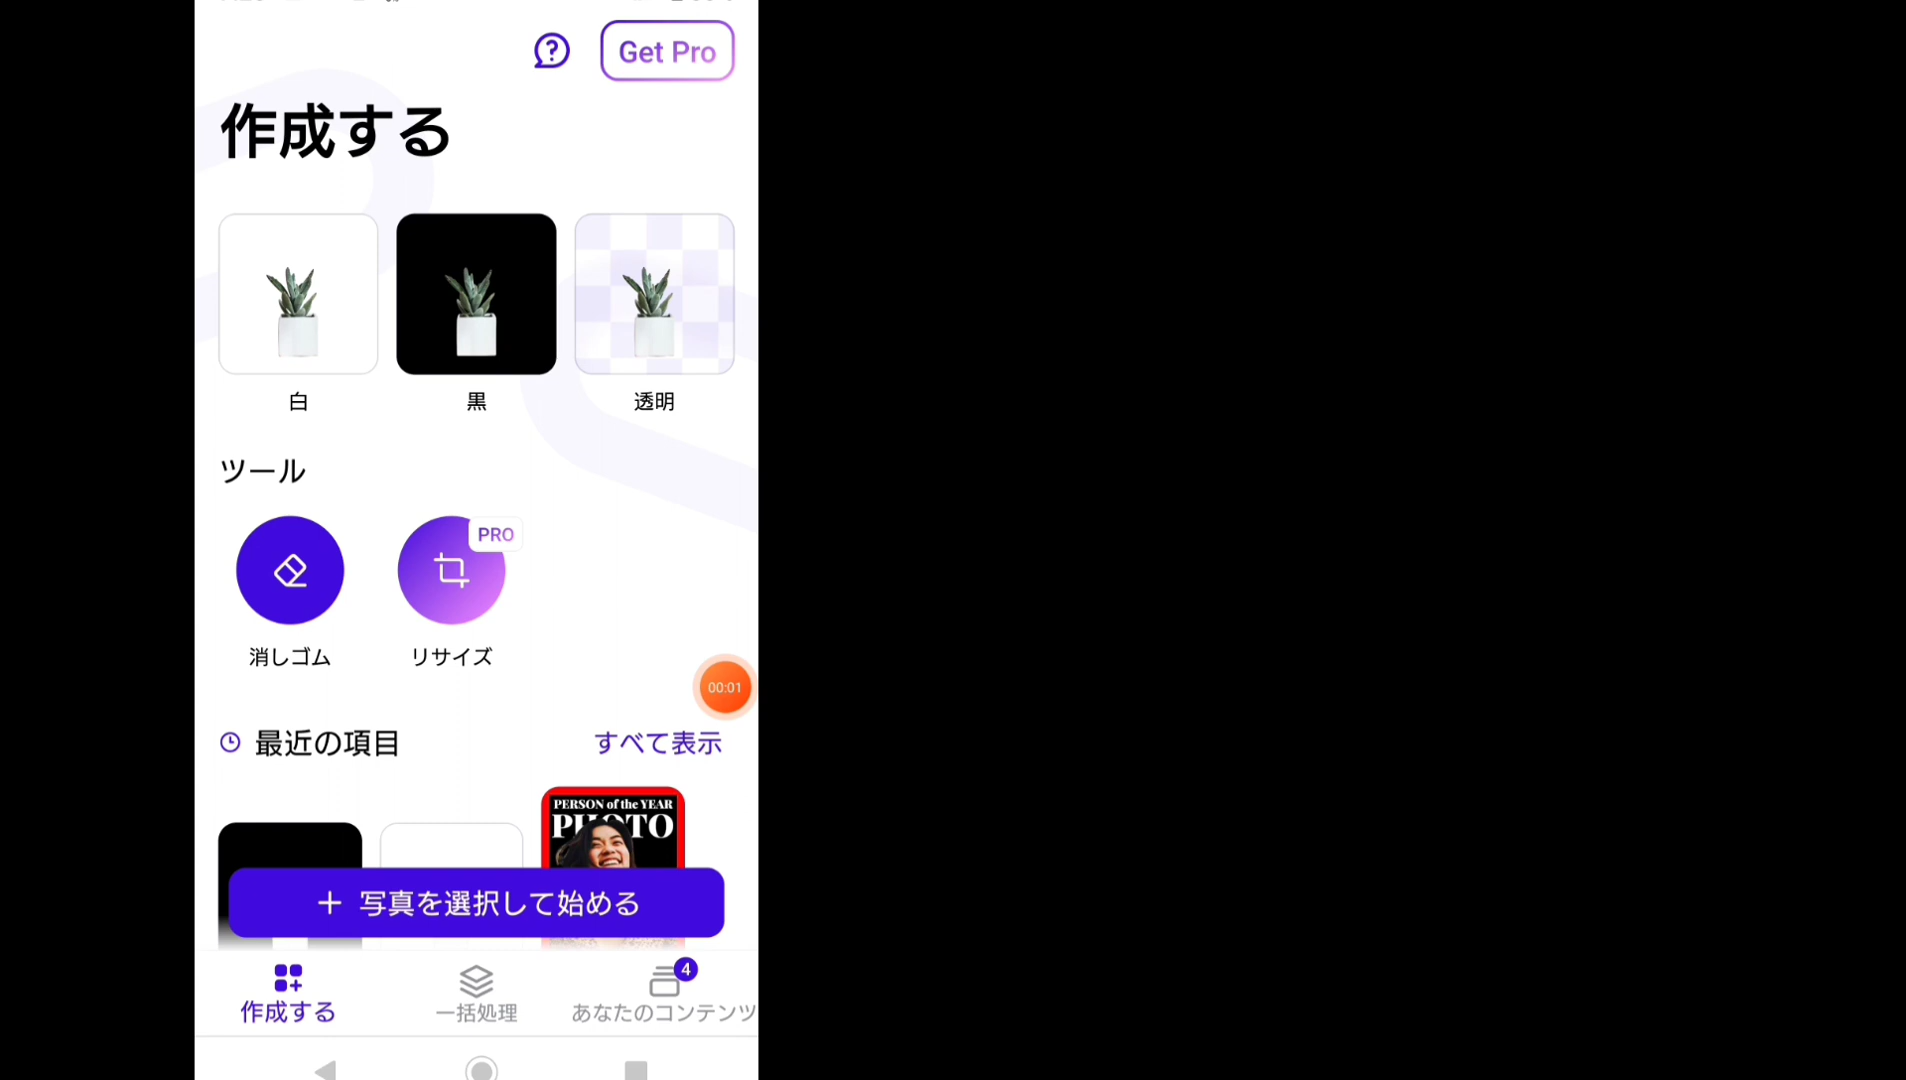 Get Pro
作成する
白
黒
透明
ツール
PRO
消しゴム
リサイズ
00:01
最近の項目
すべて表示
PERSON of the YEAR
PHOTO
写真を選択して始める
4
作成する
一括処理
あなたのコンテンツ